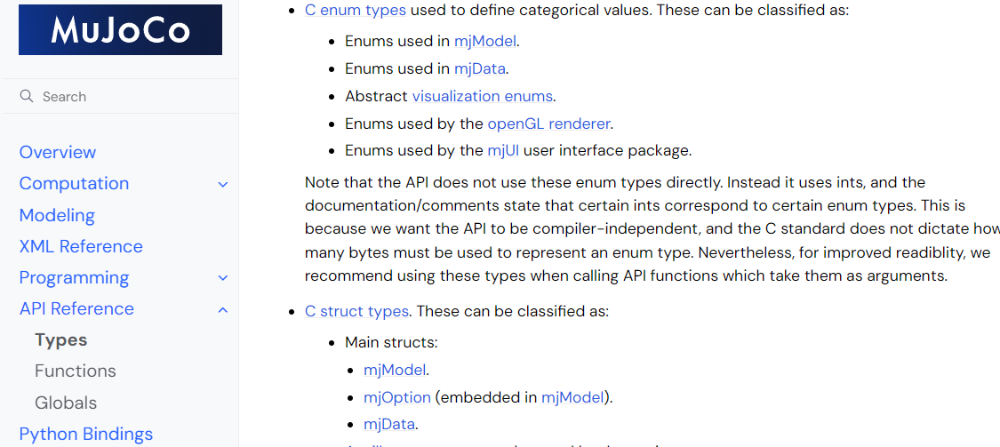 MuJoCo
Search
Overview
Computation
Modeling
XML Reference
Programming
API Reference
Types
Functions
Globals
Python Bindings
C enum types used to define categorical values. These can be classified as:
Enums used in mjModel.
Enums used in mjData.
Abstract visualization enums.
Enums used by the openGL renderer.
Enums used by the mjUI user interface package.
Note that the API does not use these enum types directly. Instead it uses ints, and the
documentation/comments state that certain ints correspond to certain enum types. This is
because we want the API to be compiler-independent, and the C standard does not dictate how
many bytes must be used to represent an enum type. Nevertheless, for improved readiblity, we
recommend using these types when calling API functions which take them as arguments.
C struct types. These can be classified as:
Main structs:
mjModel.
mjOption (embedded in mjModel).
mjData.